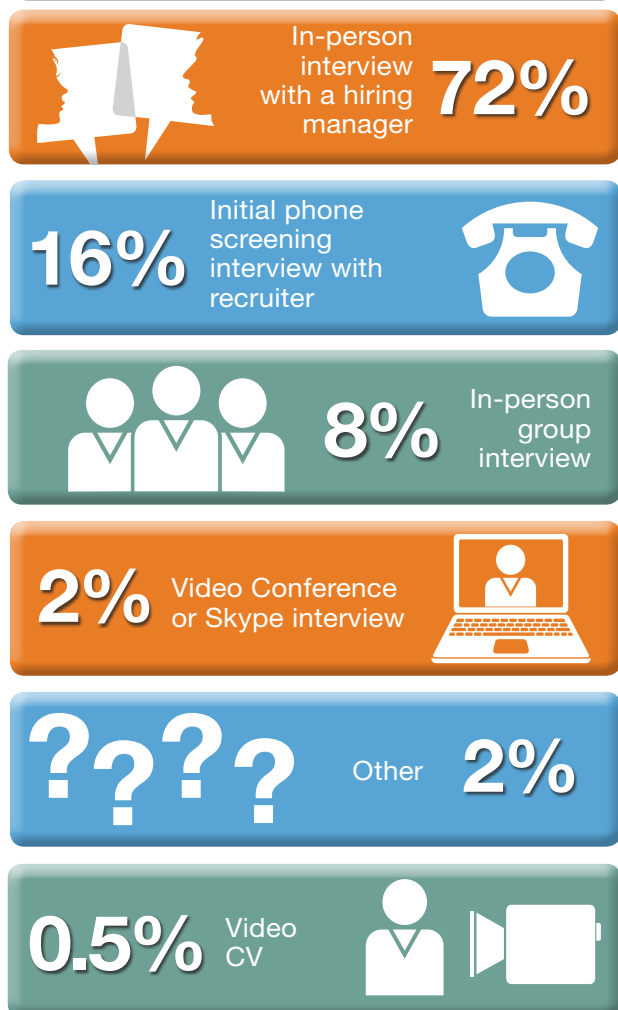 In-person
interview
with a hiring
manager
72%
16%
Initial phone
screening
interview with
recruiter
8%
In-person
group
interview
2%
Video Conference
or Skype interview
????
Other
2%
0.5%
Video
CV